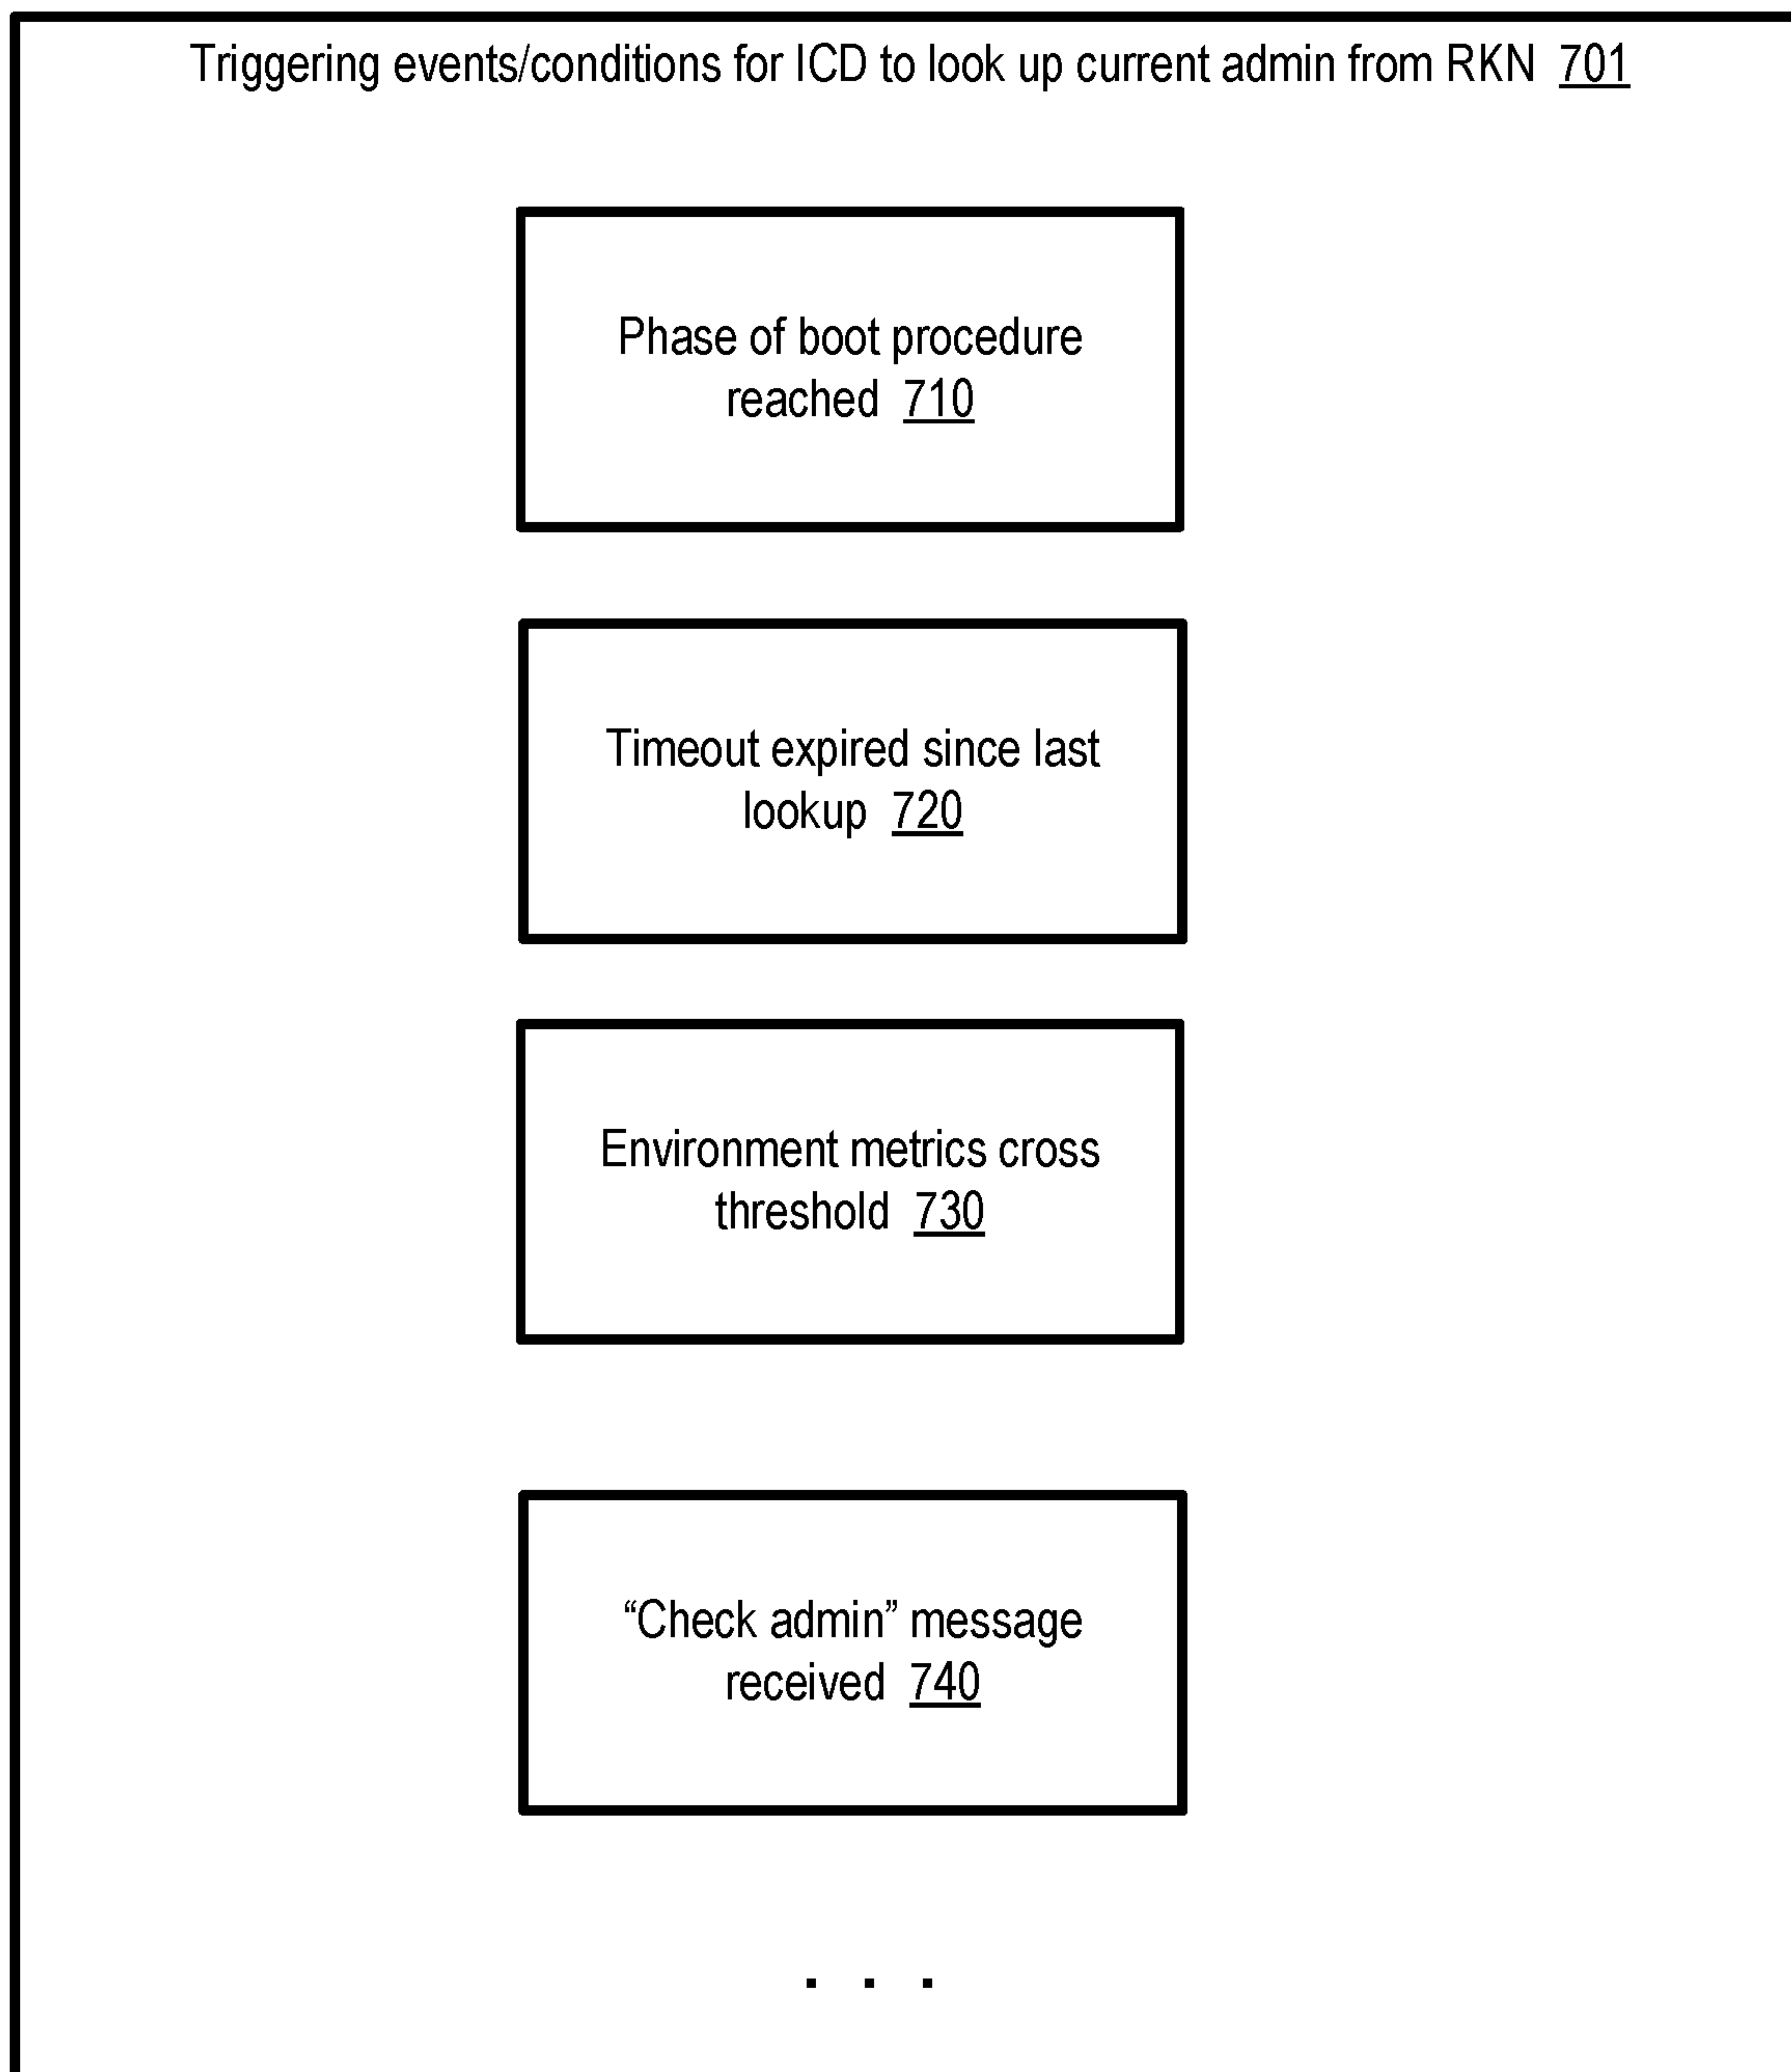 Triggering events/conditions for ICD to look up current admin from RKN 701
Phase of boot procedure
reached 710
Timeout expired since last
lookup 720
Environment metrics cross
threshold 730
“Check admin” message
received 740
. . .